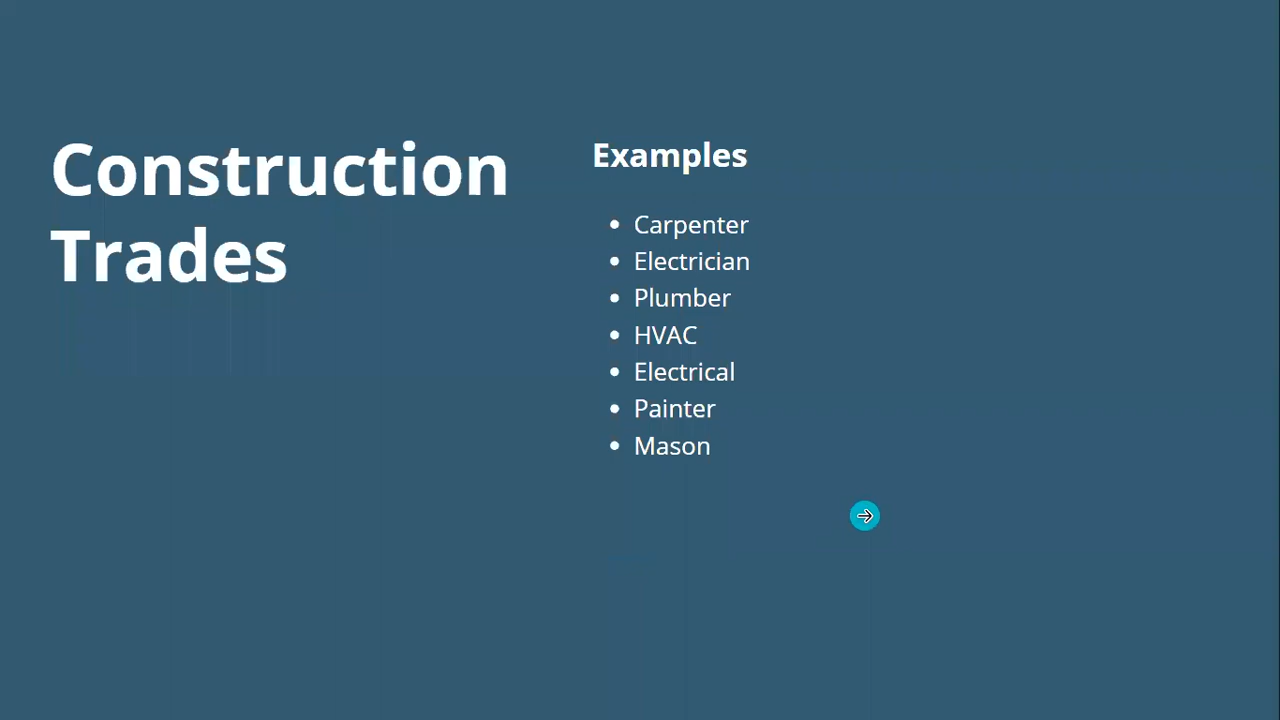 Construction
Trades
Examples
• Carpenter
• Electrician
• Plumber
• HVAC
• Electrical
• Painter
• Mason